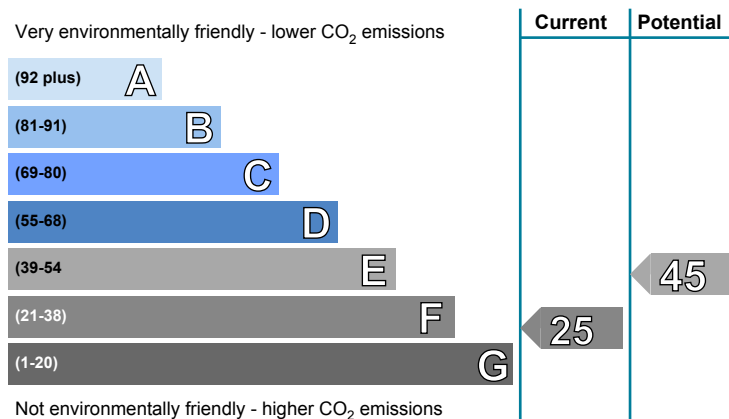 Very environmentally friendly - lower CO₂ emissions
Current
Potential
(92 plus) A
(81-91) B
(69-80) C
(55-68) D
(39-54 E
45
(21-38) F
25
(1-20) G
Not environmentally friendly - higher CO₂ emissions